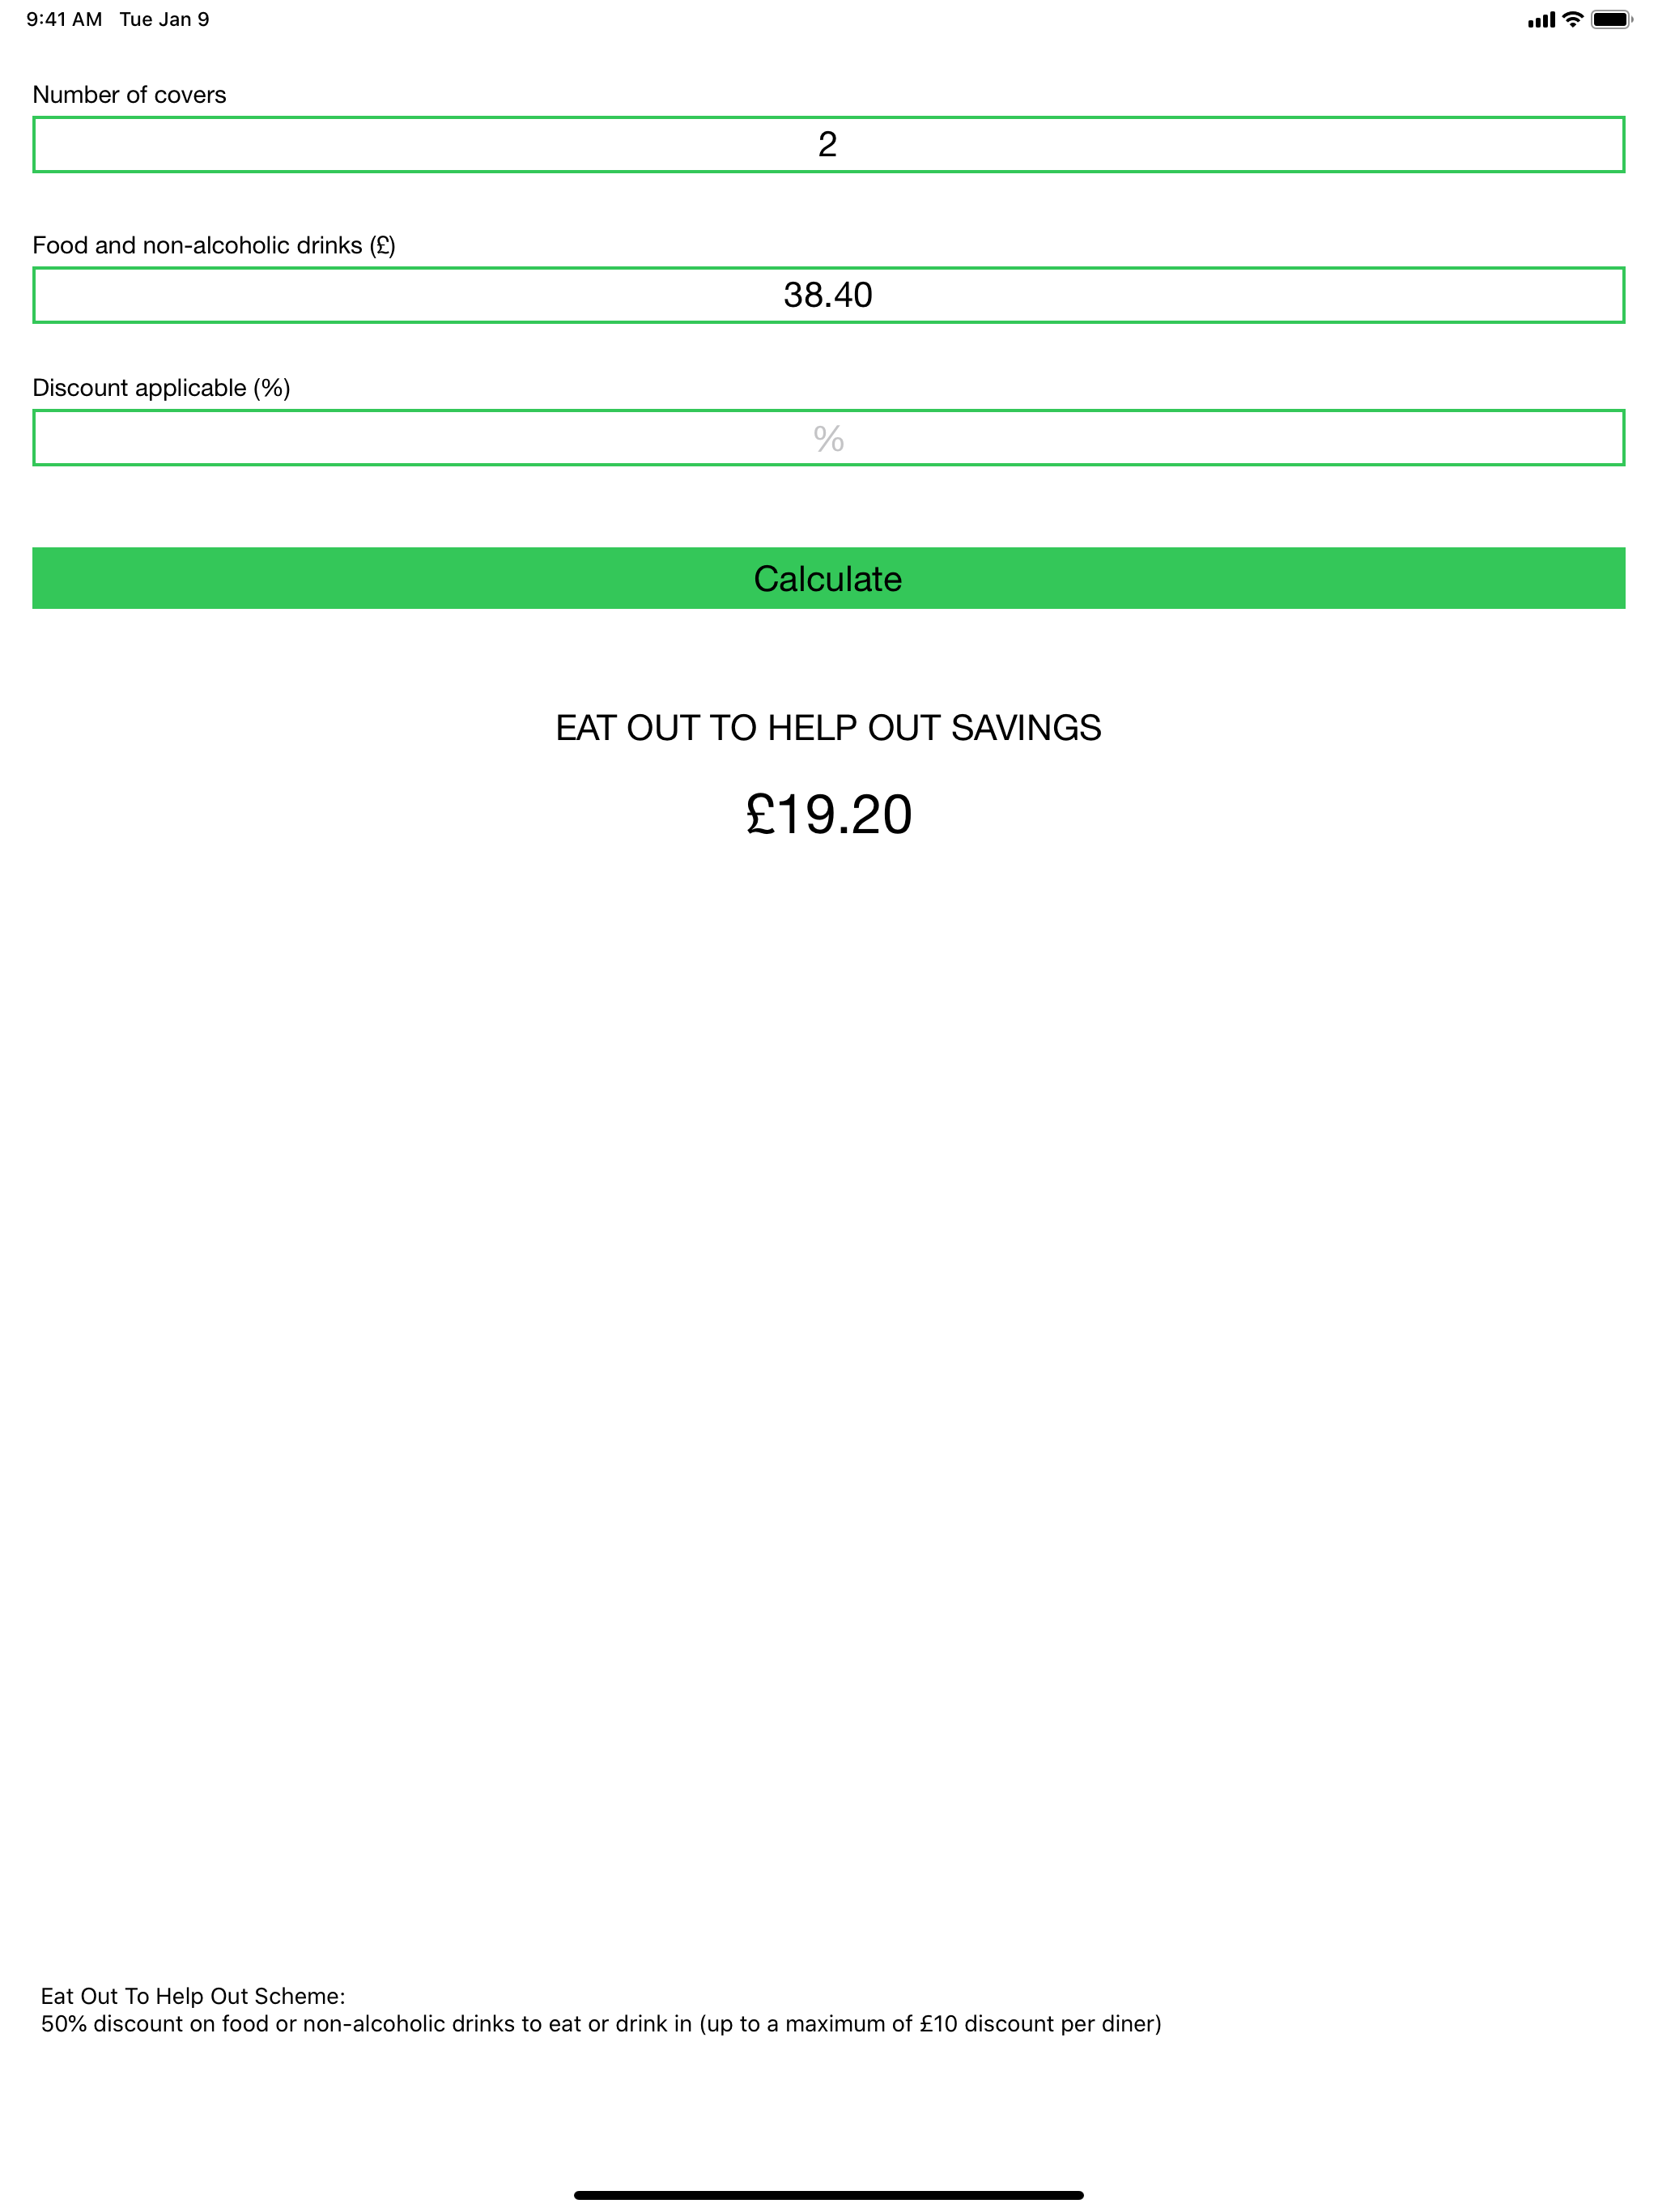 9:41 AM Tue Jan 9
Number of covers
2
Food and non-alcoholic drinks (£)
38.40
Discount applicable (%)
%
Calculate
EAT OUT TO HELP OUT SAVINGS
£19.20
Eat Out To Help Out Scheme:
50% discount on food or non-alcoholic drinks to eat or drink in (up to a maximum of £10 discount per diner)